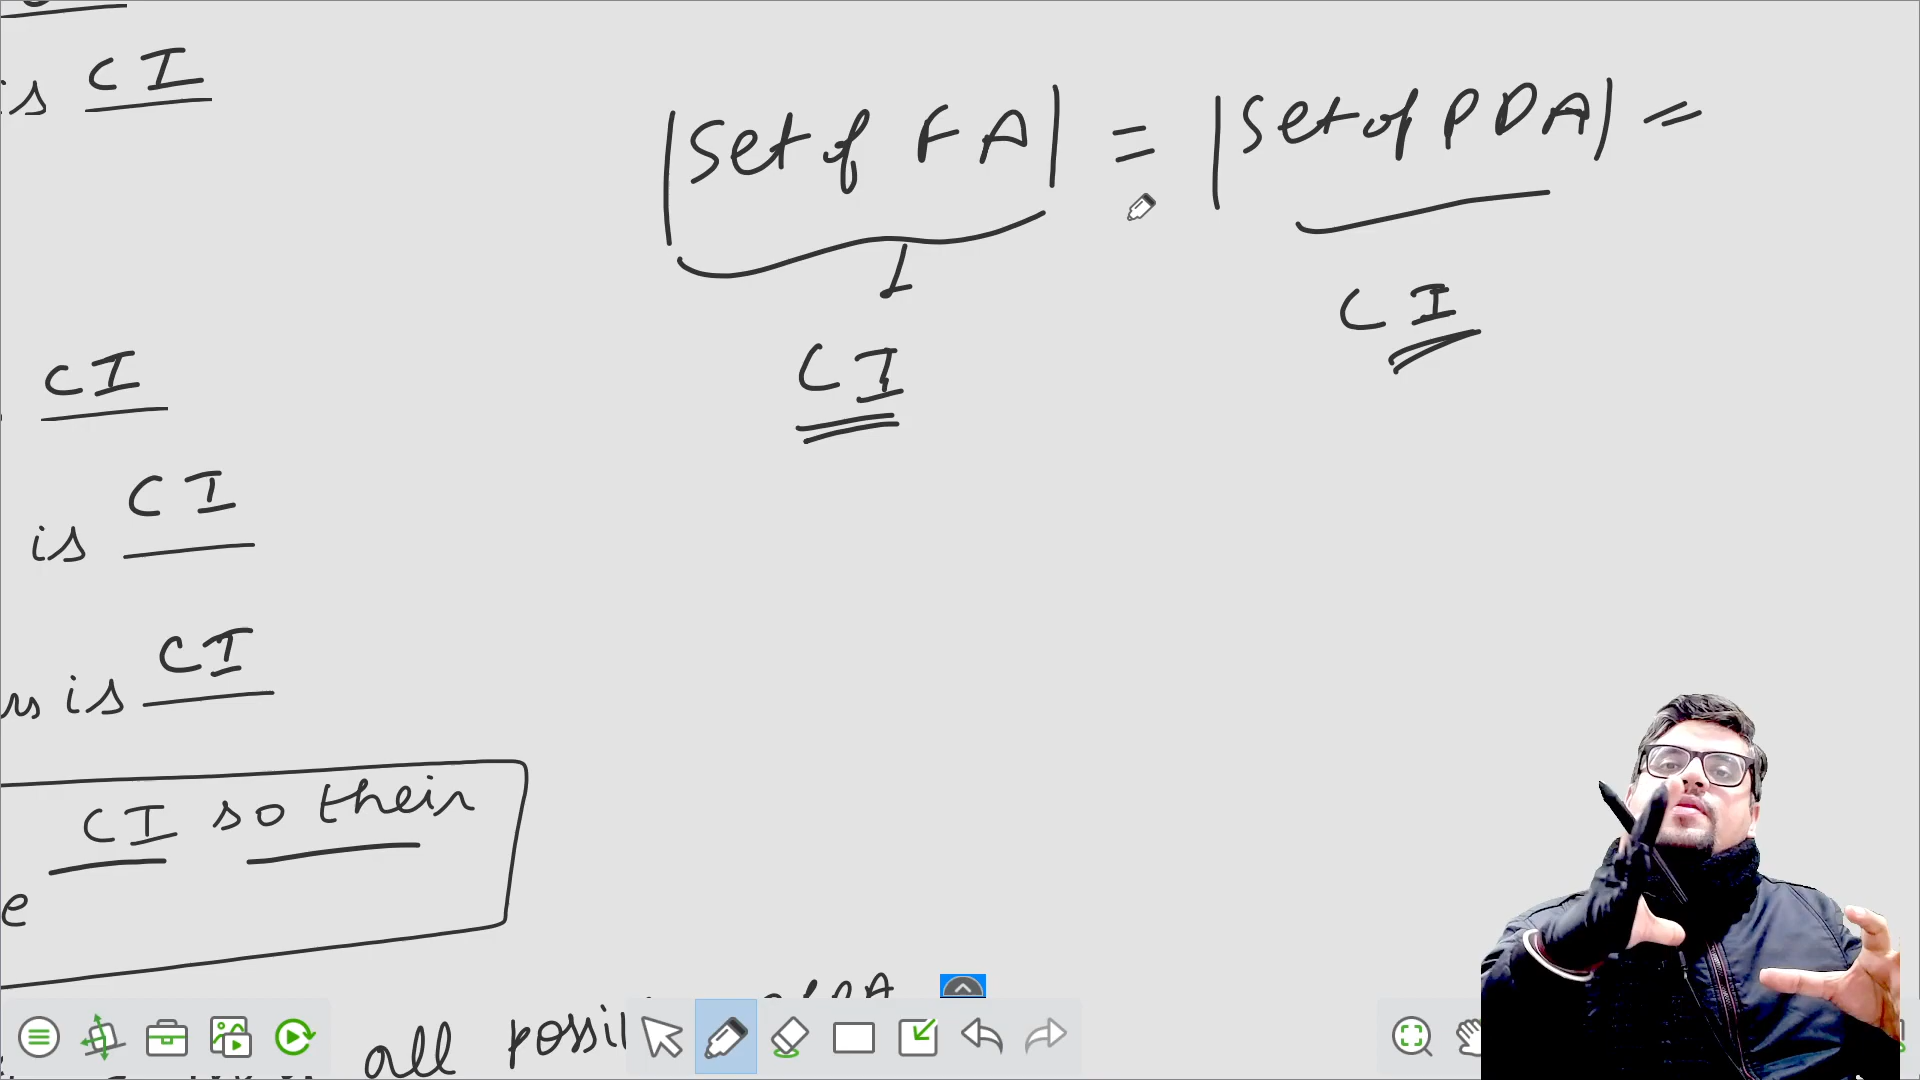 is CI
|Set of FA| = |Set of PDA| =
CI
CI
CI
is CI
is CI
CI so their
e
all